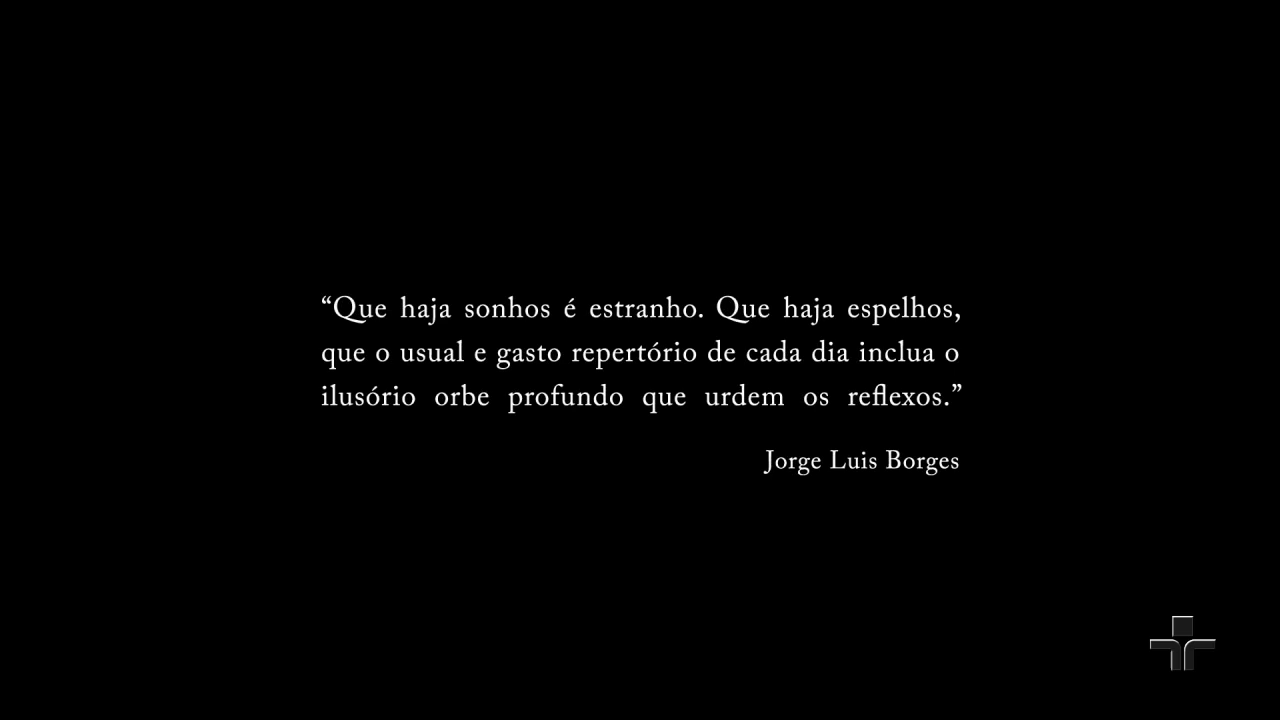 “Que haja sonhos é estranho. Que haja espelhos,
que o usual e gasto repertório de cada dia inclua o
ilusório orbe profundo que urdem os reflexos.”
Jorge Luis Borges